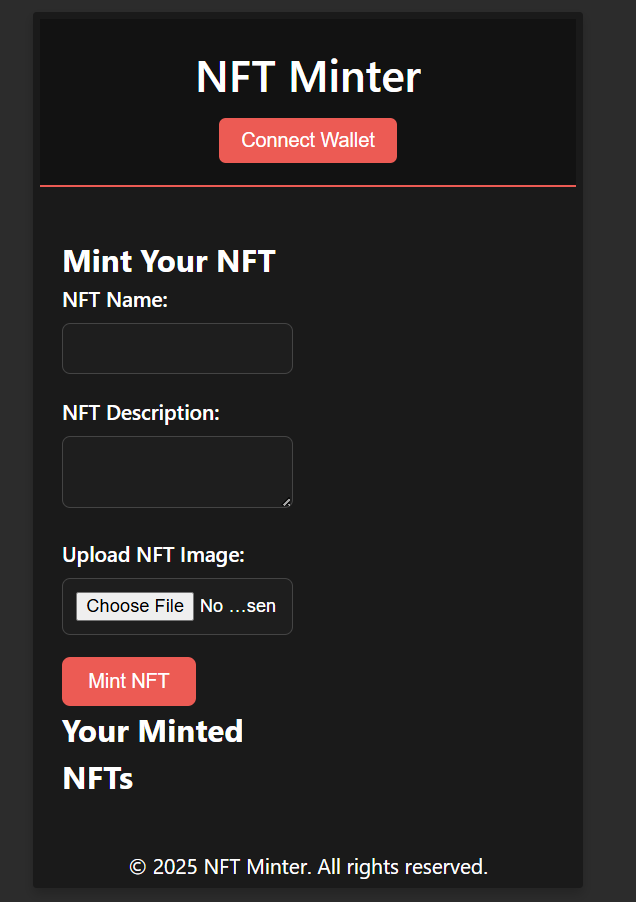 NFT Minter
Connect Wallet
Mint Your NFT
NFT Name:
NFT Description:
Upload NFT Image:
Choose File No ...sen
Mint NFT
Your Minted
NFTs
© 2025 NFT Minter. All rights reserved.